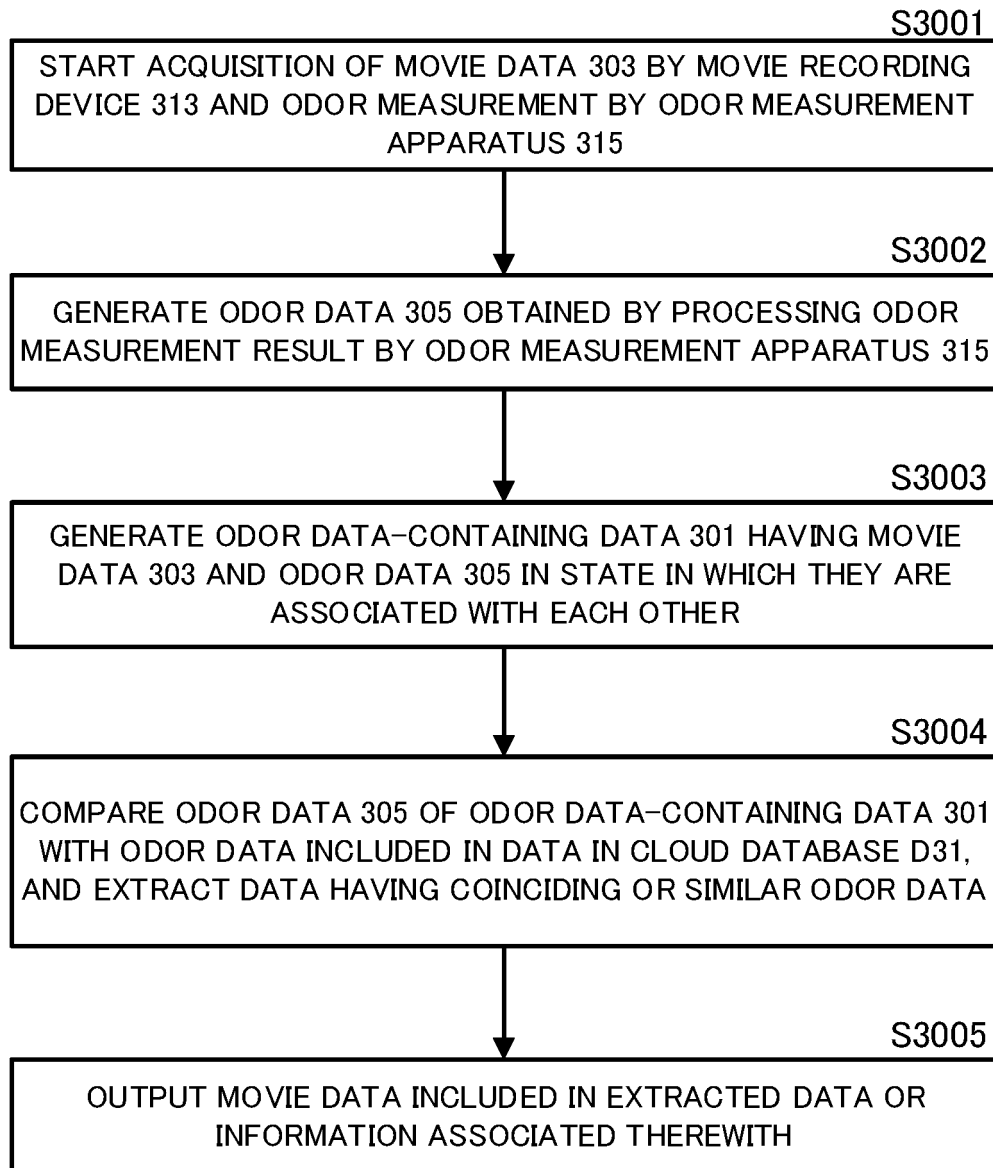 S3001
START ACQUISITION OF MOVIE DATA 303 BY MOVIE RECORDING
DEVICE 313 AND ODOR MEASUREMENT BY ODOR MEASUREMENT
APPARATUS 315
S3002
GENERATE ODOR DATA 305 OBTAINED BY PROCESSING ODOR
MEASUREMENT RESULT BY ODOR MEASUREMENT APPARATUS 315
S3003
GENERATE ODOR DATA-CONTAINING DATA 301 HAVING MOVIE
DATA 303 AND ODOR DATA 305 IN STATE IN WHICH THEY ARE
ASSOCIATED WITH EACH OTHER
S3004
COMPARE ODOR DATA 305 OF ODOR DATA-CONTAINING DATA 301
WITH ODOR DATA INCLUDED IN DATA IN CLOUD DATABASE D31,
AND EXTRACT DATA HAVING COINCIDING OR SIMILAR ODOR DATA
S3005
OUTPUT MOVIE DATA INCLUDED IN EXTRACTED DATA OR
INFORMATION ASSOCIATED THEREWITH